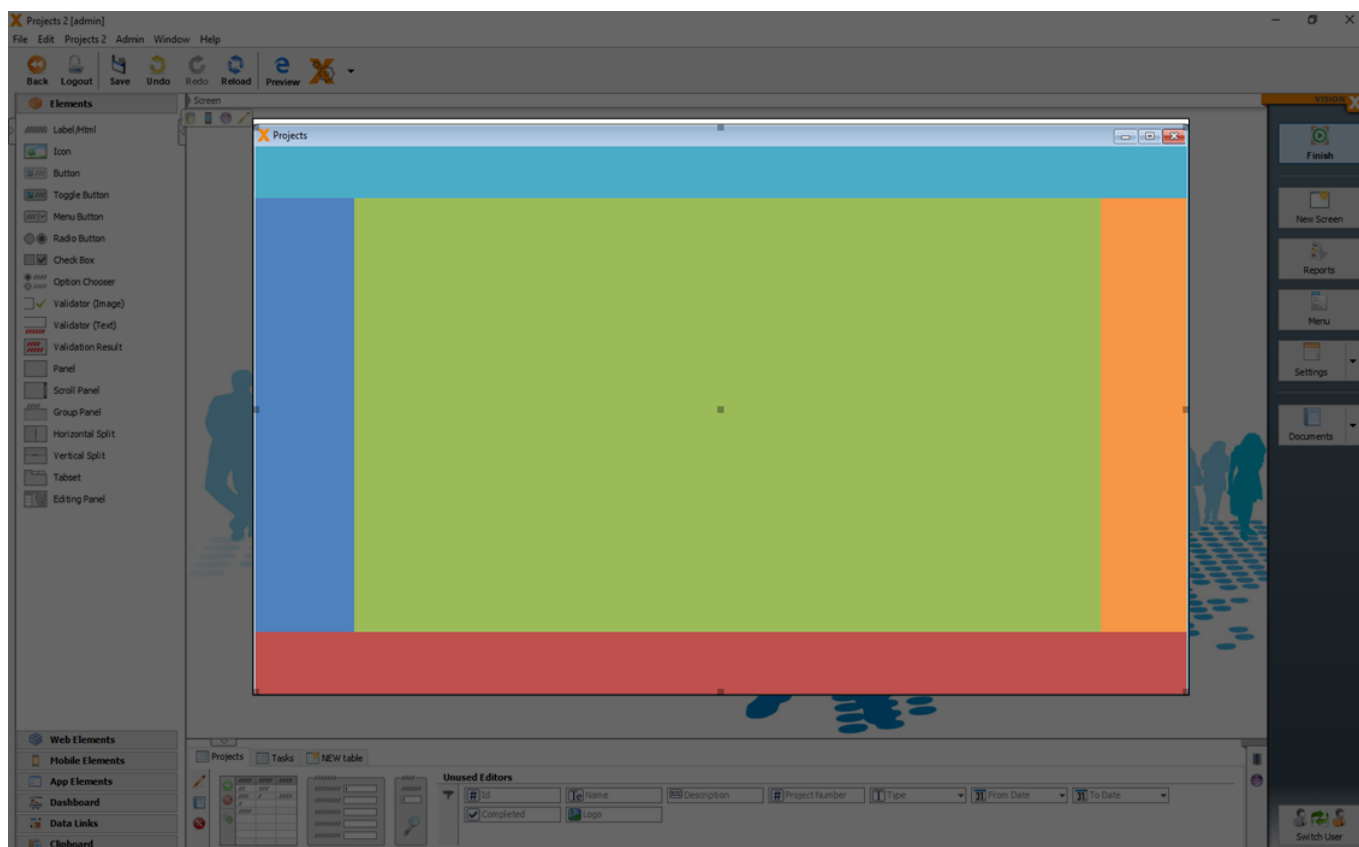 Projects 2 [admin]
File Edit Projects 2 Admin Window Help
Back Logout Save Undo Redo Reload Preview
Elements
Label/Html
Icon
Button
Toggle Button
Menu Button
Radio Button
Check Box
Option Chooser
Validator (Image)
Validator (Text)
Validation Result
Panel
Scroll Panel
Group Panel
Horizontal Split
Vertical Split
Tabset
Editing Panel
Web Elements
Mobile Elements
App Elements
Dashboard
Data Links
Clipboard
Screen
Projects
Projects Tasks NEW table
Unused Editors
Id Name Description Project Number Type From Date To Date
Completed Logo
VISION X
Finish
New Screen
Reports
Menu
Settings
Documents
Switch User